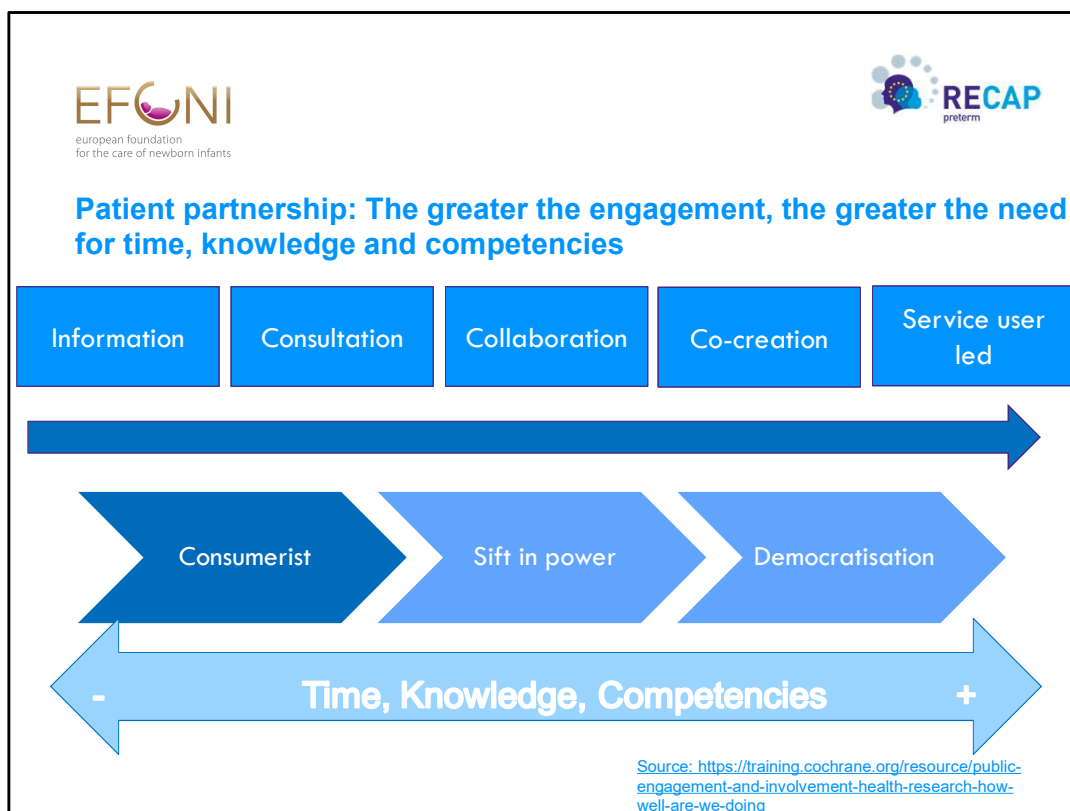 EFCNI
european foundation
for the care of newborn infants
RECAP
preterm
Patient partnership: The greater the engagement, the greater the need
for time, knowledge and competencies
Information
Consultation
Collaboration
Co-creation
Service user
led
Consumerist
Sift in power
Democratisation
- Time, Knowledge, Competencies +
Source: https://training.cochrane.org/resource/public-
engagement-and-involvement-health-research-how-
well-are-we-doing